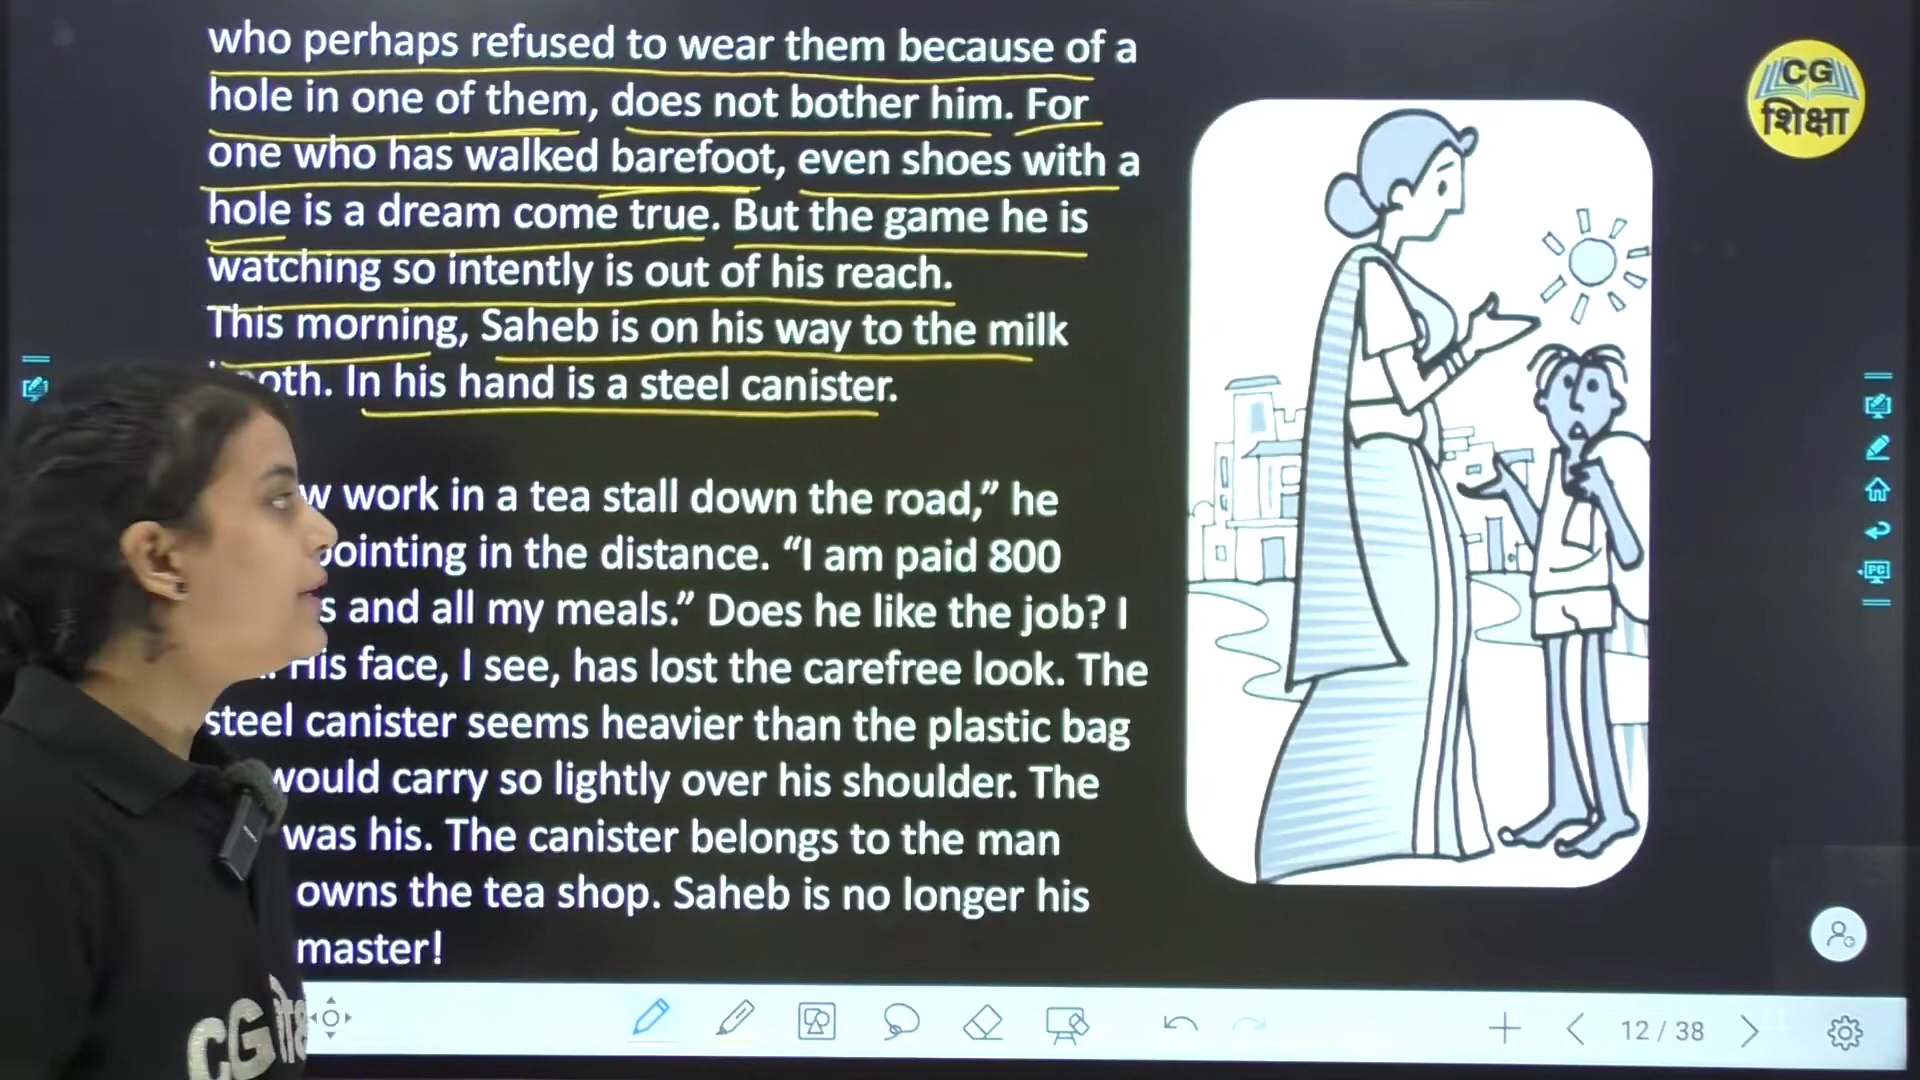 who perhaps refused to wear them because of a
hole in one of them, does not bother him. For
one who has walked barefoot, even shoes with a
hole is a dream come true. But the game he is
watching so intently is out of his reach.
This morning, Saheb is on his way to the milk
In his hand is a steel canister.
work in a tea stall down the road,” he
pointing in the distance. “I am paid 800
and all my meals.” Does he like the job? I
His face, I see, has lost the carefree look. The
steel canister seems heavier than the plastic bag
would carry so lightly over his shoulder. The
was his. The canister belongs to the man
owns the tea shop. Saheb is no longer his
master!
CG
शिक्षा
PC
CG
12 / 38